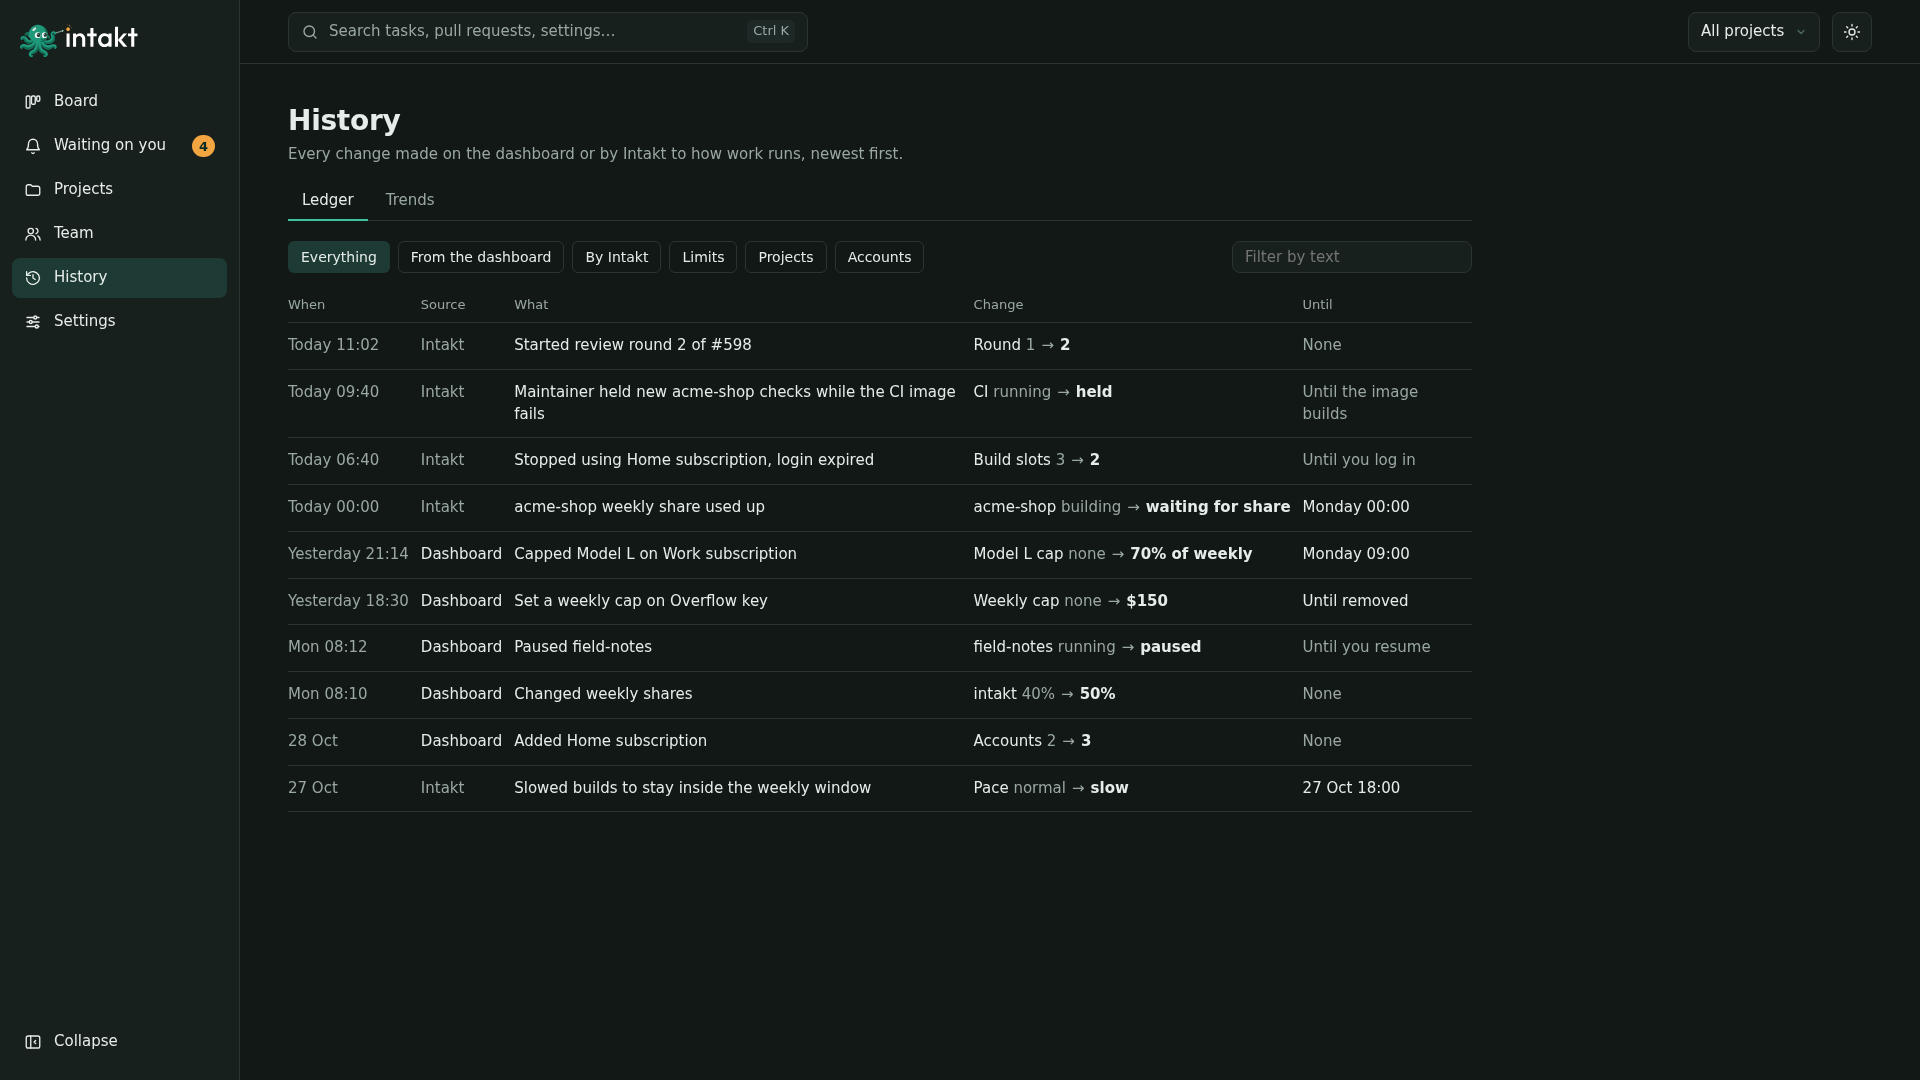 intakt
Search tasks, pull requests, settings... Ctrl K
All projects
Board
Waiting on you 4
Projects
Team
History
Settings
Collapse
History
Every change made on the dashboard or by Intakt to how work runs, newest first.
Ledger Trends
Everything From the dashboard By Intakt Limits Projects Accounts
Filter by text
When Source What Change Until
Today 11:02 Intakt Started review round 2 of #598 Round 1 → 2 None
Today 09:40 Intakt Maintainer held new acme-shop checks while the CI image fails CI running → held Until the image builds
Today 06:40 Intakt Stopped using Home subscription, login expired Build slots 3 → 2 Until you log in
Today 00:00 Intakt acme-shop weekly share used up acme-shop building → waiting for share Monday 00:00
Yesterday 21:14 Dashboard Capped Model L on Work subscription Model L cap none → 70% of weekly Monday 09:00
Yesterday 18:30 Dashboard Set a weekly cap on Overflow key Weekly cap none → $150 Until removed
Mon 08:12 Dashboard Paused field-notes field-notes running → paused Until you resume
Mon 08:10 Dashboard Changed weekly shares intakt 40% → 50% None
28 Oct Dashboard Added Home subscription Accounts 2 → 3 None
27 Oct Intakt Slowed builds to stay inside the weekly window Pace normal → slow 27 Oct 18:00